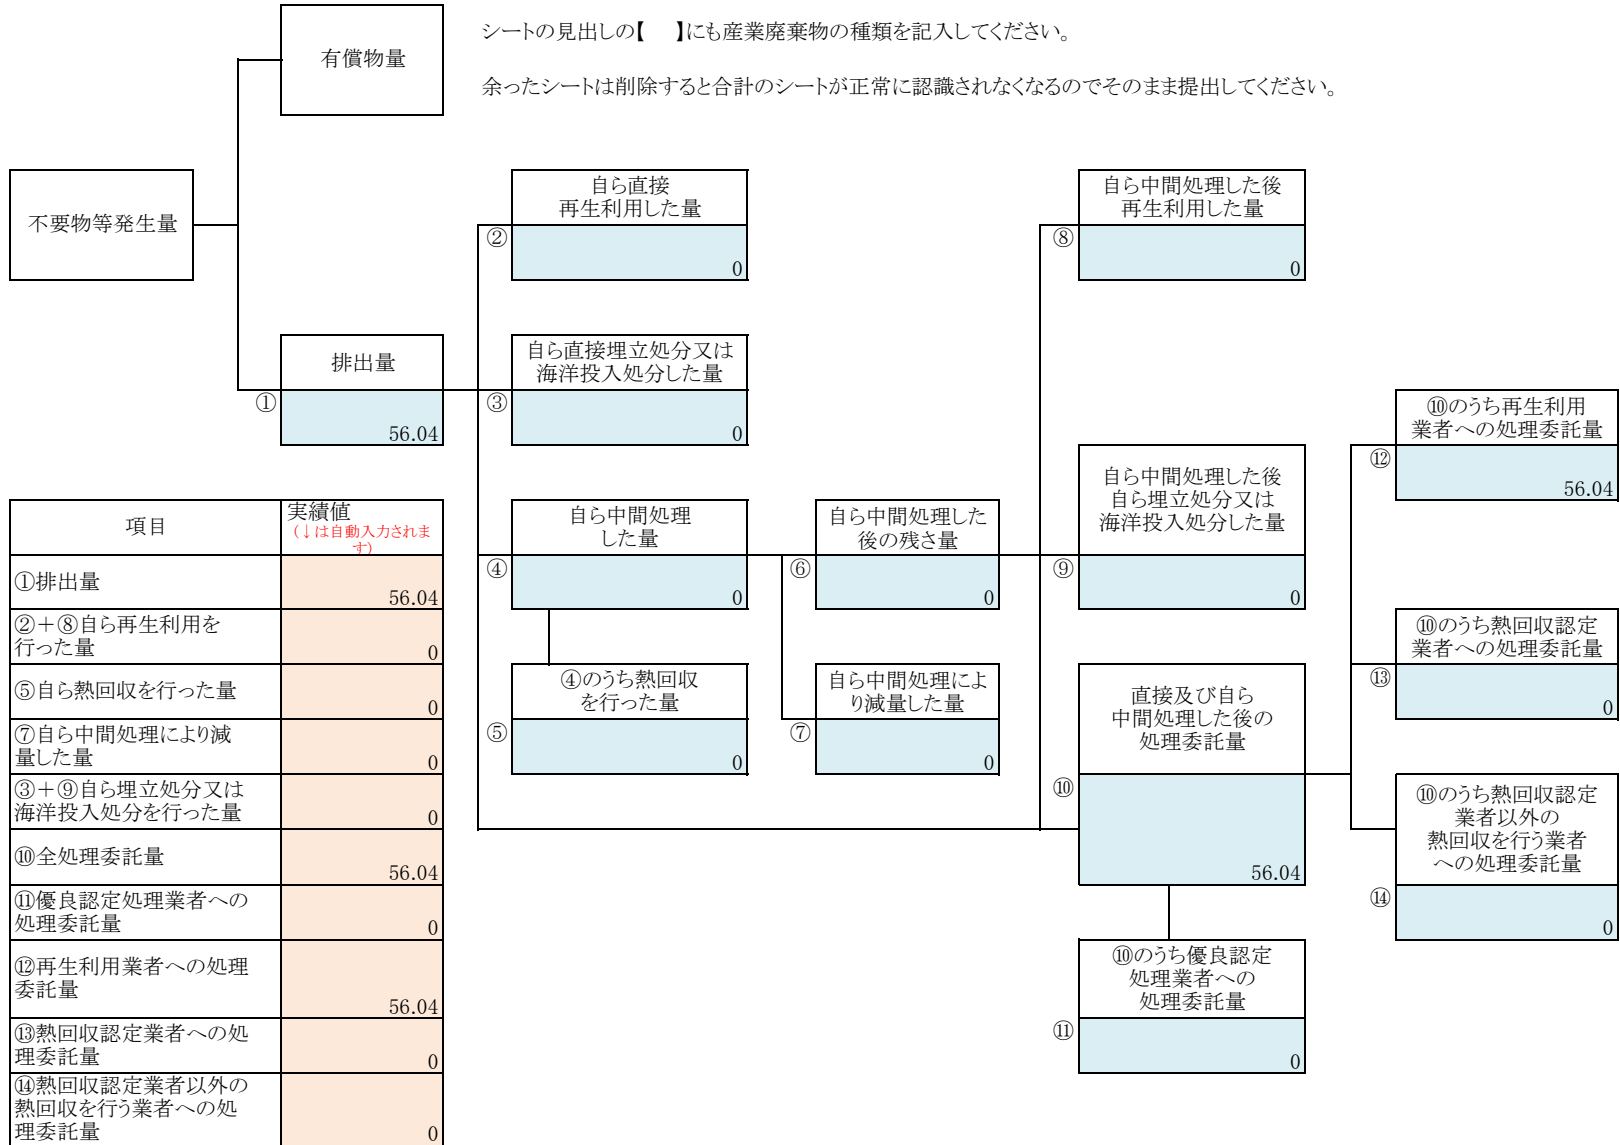 シートの見出しの【　】にも産業廃棄物の種類を記入してください。
有償物量
余ったシートは削除すると合計のシートが正常に認識されなくなるのでそのまま提出してください。
不要物等発生量
自ら直接
再生利用した量
②
0
自ら中間処理した後
再生利用した量
⑧
0
排出量
①
56.04
自ら直接埋立処分又は
海洋投入処分した量
③
0
⑩のうち再生利用
業者への処理委託量
⑫
56.04
自ら中間処理
した量
④
0
自ら中間処理した
後の残さ量
⑥
0
自ら中間処理した後
自ら埋立処分又は
海洋投入処分した量
⑨
0
⑩のうち熱回収認定
業者への処理委託量
⑬
0
④のうち熱回収
を行った量
⑤
0
自ら中間処理によ
り減量した量
⑦
0
直接及び自ら
中間処理した後の
処理委託量
⑩
56.04
⑩のうち熱回収認定
業者以外の
熱回収を行う業者
への処理委託量
⑭
0
⑩のうち優良認定
処理業者への
処理委託量
⑪
0
項目
実績値
(↓は自動入力されま
す)
①排出量
56.04
②＋⑧自ら再生利用を
行った量
0
⑤自ら熱回収を行った量
0
⑦自ら中間処理により減
量した量
0
③＋⑨自ら埋立処分又は
海洋投入処分を行った量
0
⑩全処理委託量
56.04
⑪優良認定処理業者への
処理委託量
0
⑫再生利用業者への処理
委託量
56.04
⑬熱回収認定業者への処
理委託量
0
⑭熱回収認定業者以外の
熱回収を行う業者への処
理委託量
0